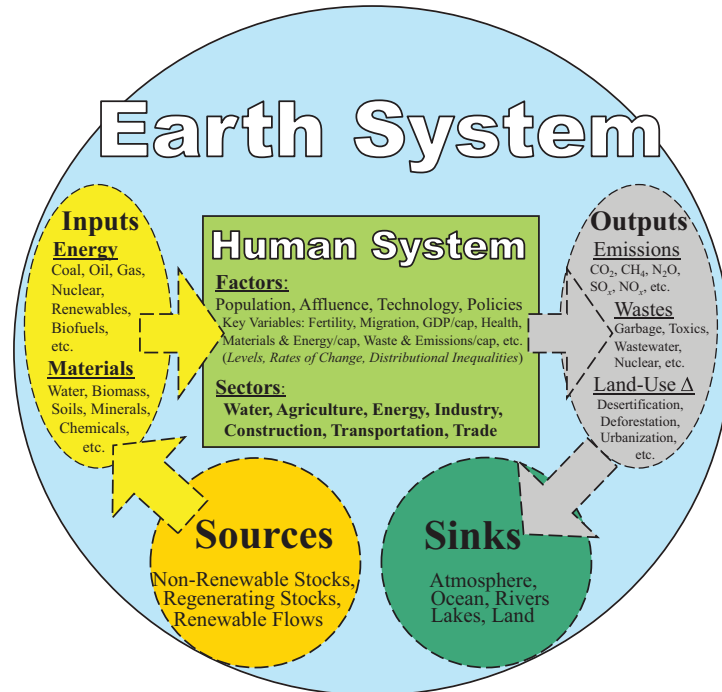 Earth System
Inputs
Energy
Coal, Oil, Gas,
Nuclear,
Renewables,
Biofuels,
etc.
Materials
Water, Biomass,
Soils, Minerals,
Chemicals,
etc.
Human System
Factors:
Population, Affluence, Technology, Policies
Key Variables: Fertility, Migration, GDP/cap, Health,
Materials & Energy/cap, Waste & Emissions/cap, etc.
(Levels, Rates of Change, Distributional Inequalities)
Sectors:
Water, Agriculture, Energy, Industry,
Construction, Transportation, Trade
Outputs
Emissions
CO₂, CH₄, N₂O,
SOₓ, NOₓ, etc.
Wastes
Garbage, Toxics,
Wastewater,
Nuclear, etc.
Land-Use Δ
Desertification,
Deforestation,
Urbanization,
etc.
Sources
Non-Renewable Stocks,
Regenerating Stocks,
Renewable Flows
Sinks
Atmosphere,
Ocean, Rivers
Lakes, Land